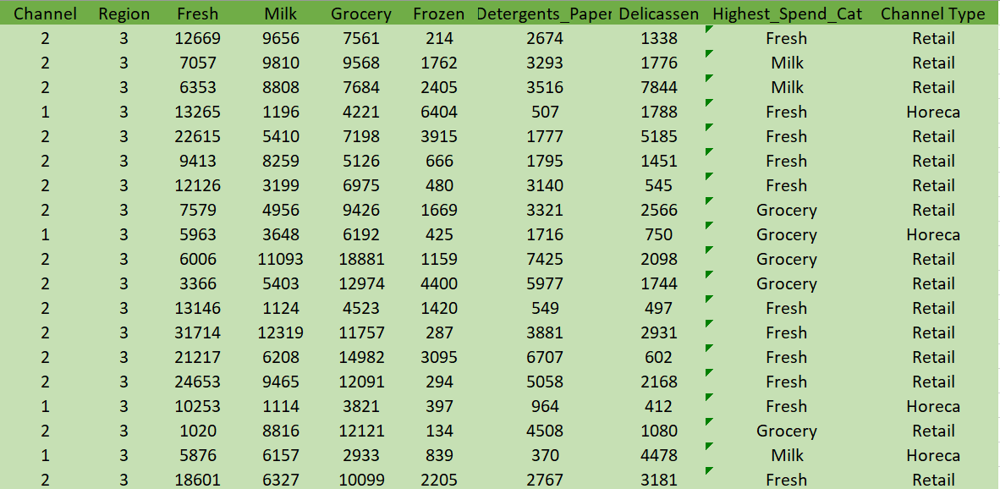 Channel Region Fresh Milk Grocery Frozen Detergents_Paper Delicassen Highest_Spend_Cat Channel Type
2 3 12669 9656 7561 214 2674 1338 Fresh Retail
2 3 7057 9810 9568 1762 3293 1776 Milk Retail
2 3 6353 8808 7684 2405 3516 7844 Milk Retail
1 3 13265 1196 4221 6404 507 1788 Fresh Horeca
2 3 22615 5410 7198 3915 1777 5185 Fresh Retail
2 3 9413 8259 5126 666 1795 1451 Fresh Retail
2 3 12126 3199 6975 480 3140 545 Fresh Retail
2 3 7579 4956 9426 1669 3321 2566 Grocery Retail
1 3 5963 3648 6192 425 1716 750 Grocery Horeca
2 3 6006 11093 18881 1159 7425 2098 Grocery Retail
2 3 3366 5403 12974 4400 5977 1744 Grocery Retail
2 3 13146 1124 4523 1420 549 497 Fresh Retail
2 3 31714 12319 11757 287 3881 2931 Fresh Retail
2 3 21217 6208 14982 3095 6707 602 Fresh Retail
2 3 24653 9465 12091 294 5058 2168 Fresh Retail
1 3 10253 1114 3821 397 964 412 Fresh Horeca
2 3 1020 8816 12121 134 4508 1080 Grocery Retail
1 3 5876 6157 2933 839 370 4478 Milk Horeca
2 3 18601 6327 10099 2205 2767 3181 Fresh Retail